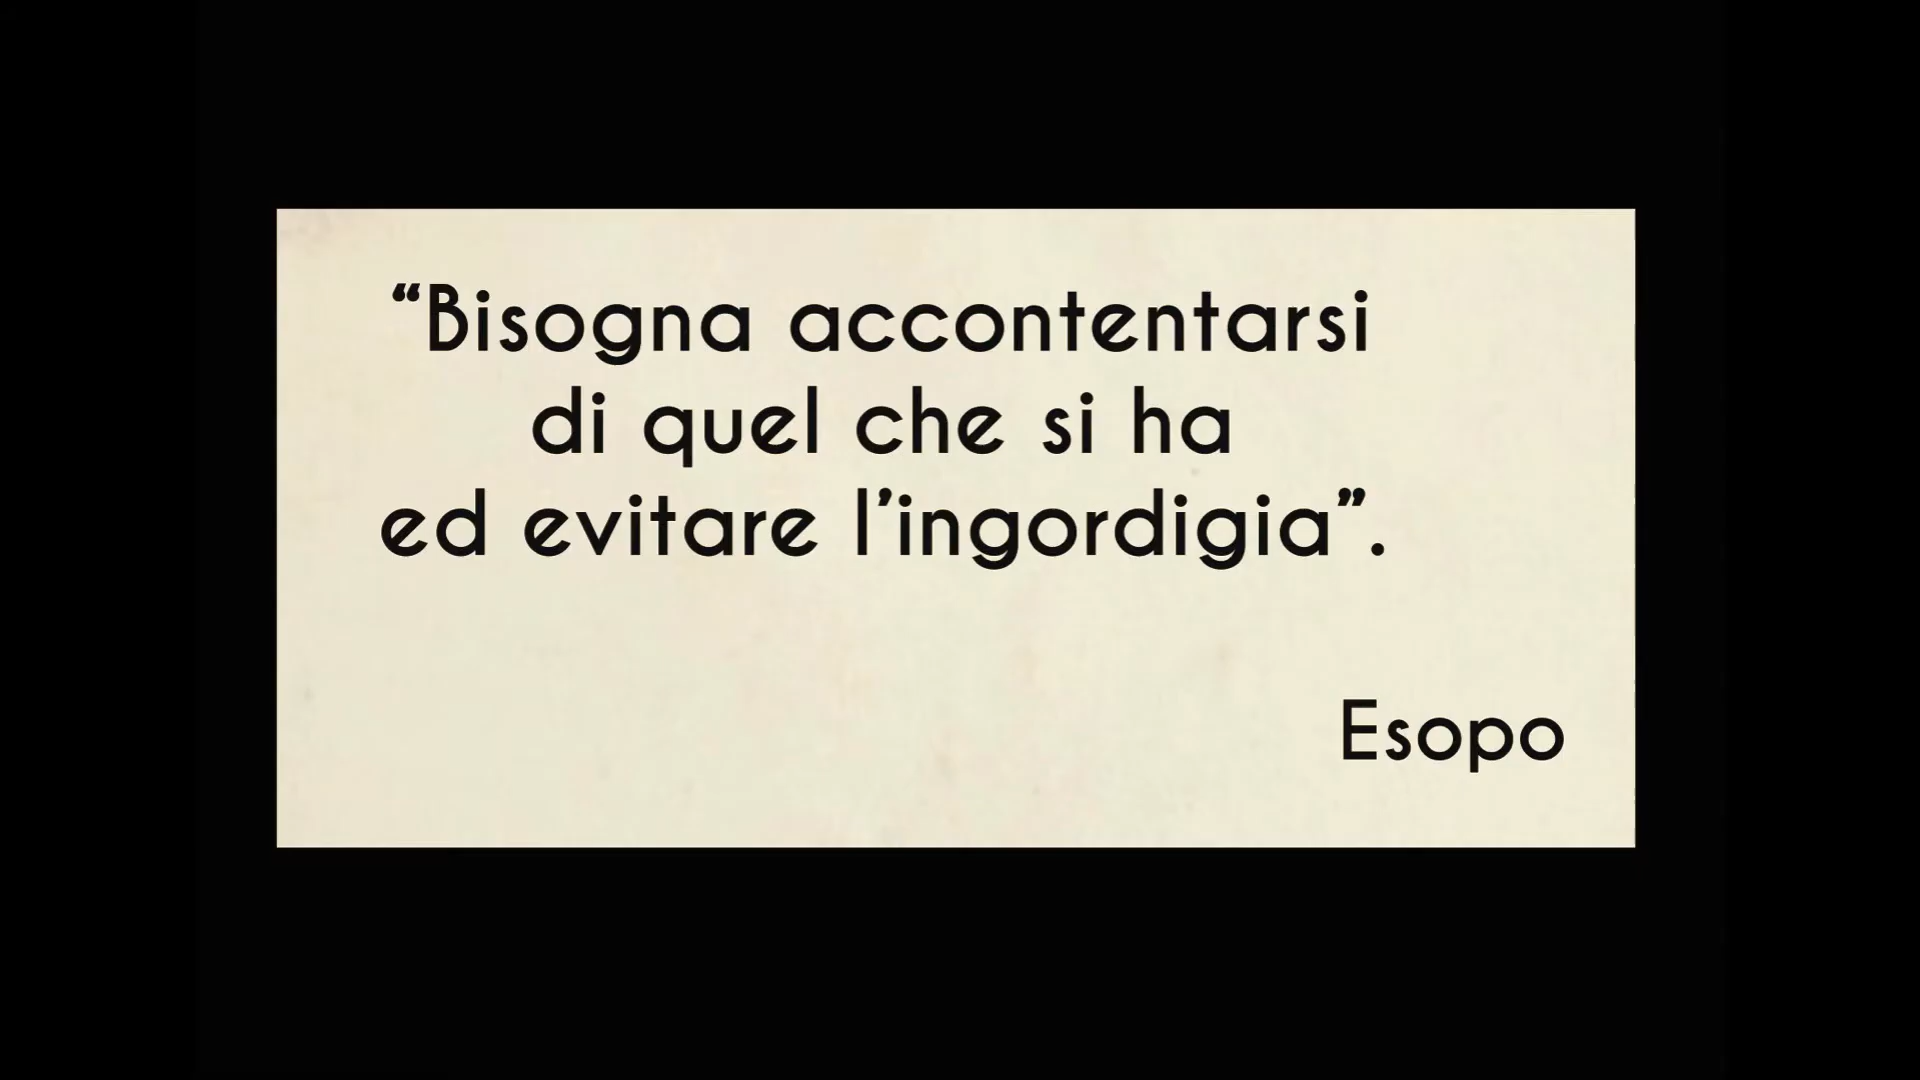 “Bisogna accontentarsi
di quel che si ha
ed evitare l’ingordigia”.
Esopo